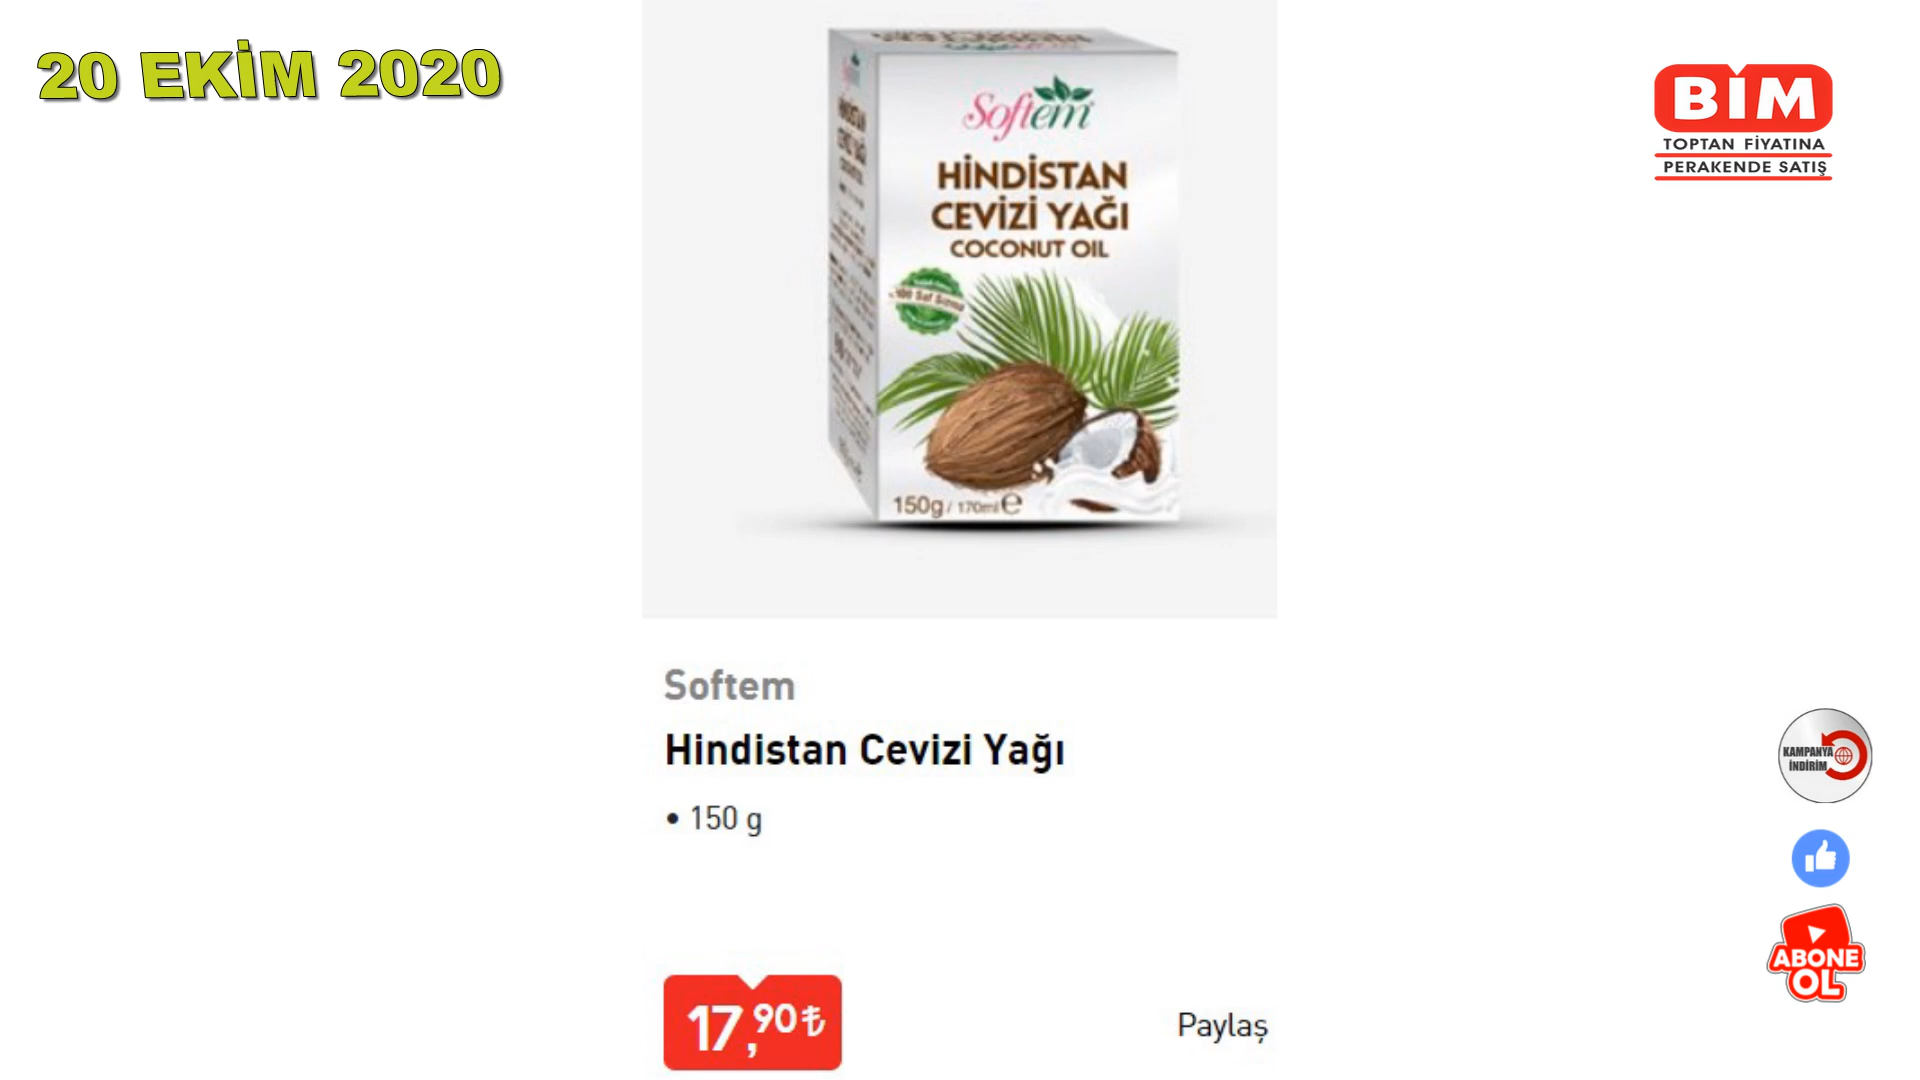 20 EKİM 2020
BİM
TOPTAN FİYATINA
PERAKENDE SATIŞ
Softem
HİNDİSTAN
CEVİZİ YAĞI
COCONUT OIL
150g / 170ml e
Softem
Hindistan Cevizi Yağı
• 150 g
17,90₺
Paylaş
KAMPANYA
İNDİRİM
ABONE
OL